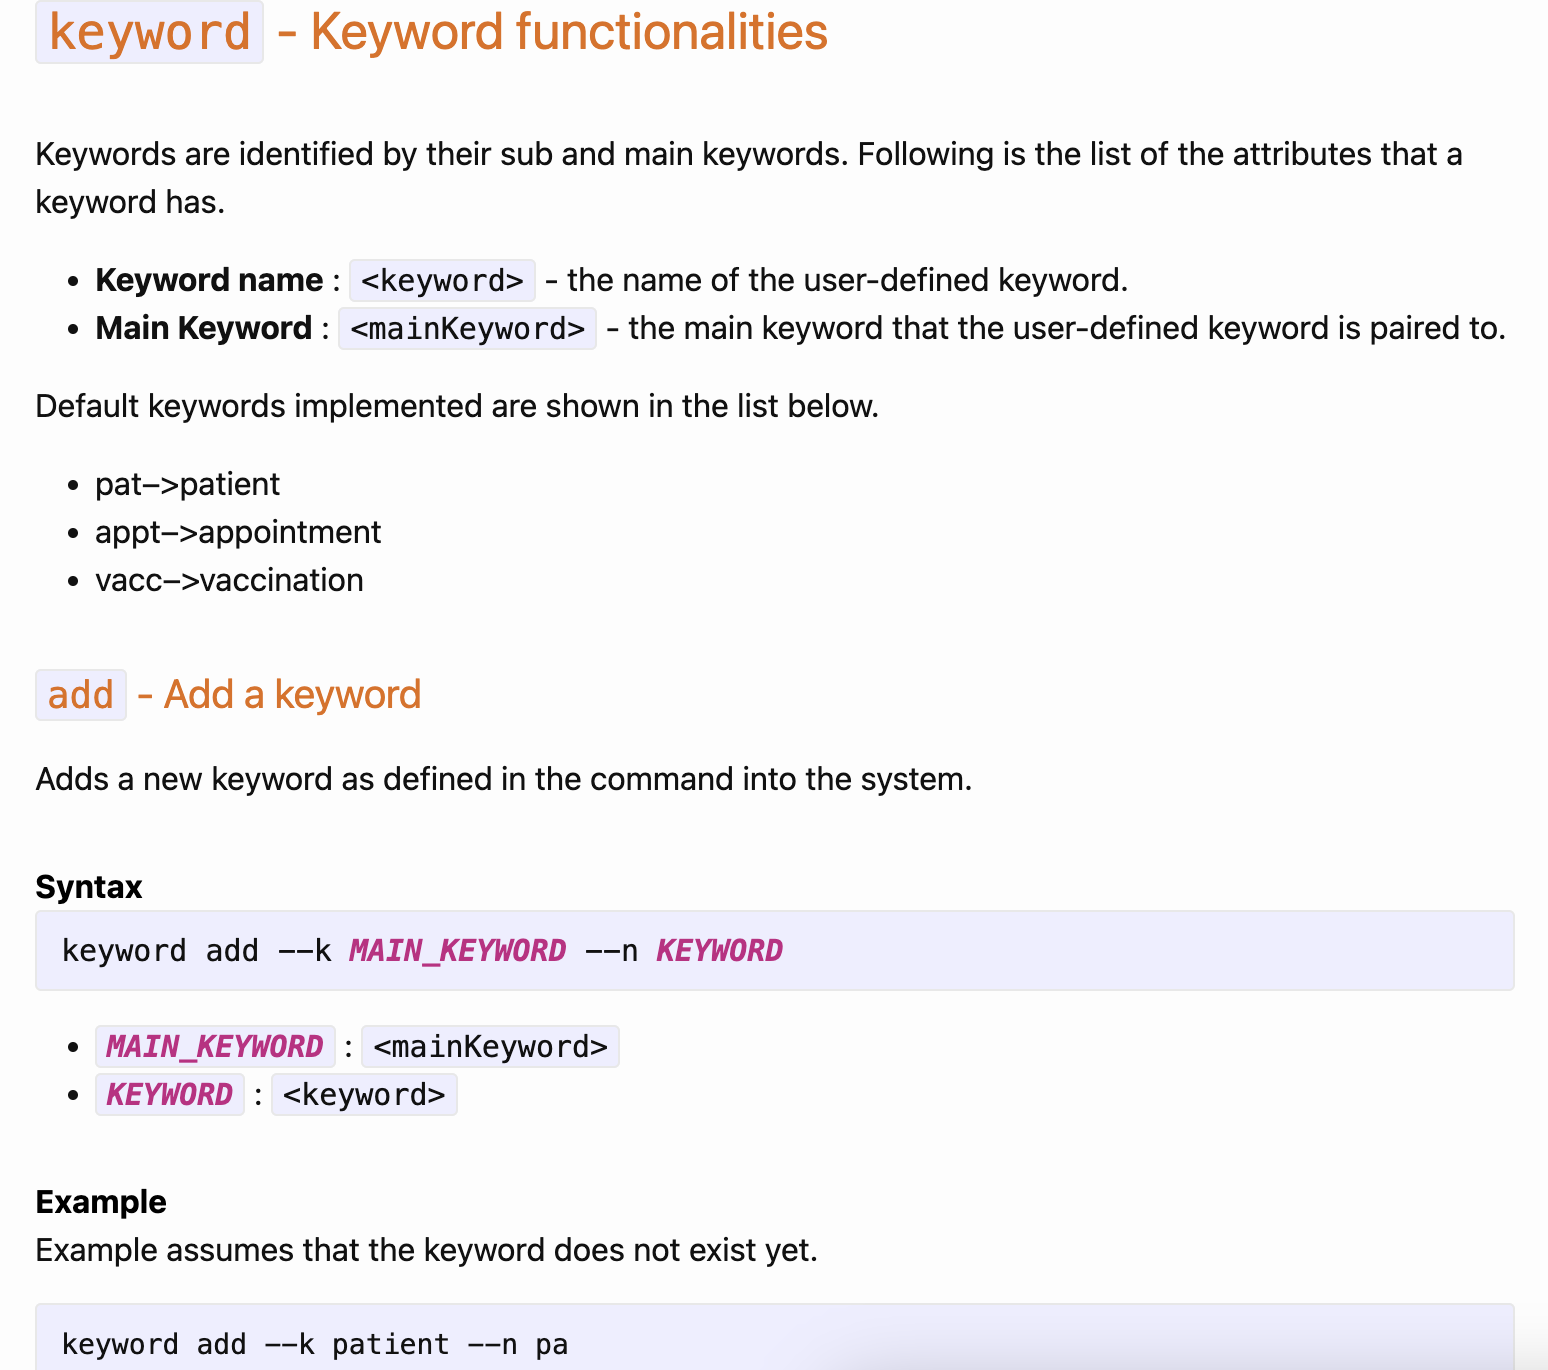 keyword - Keyword functionalities
Keywords are identified by their sub and main keywords. Following is the list of the attributes that a
keyword has.
• Keyword name : <keyword> - the name of the user-defined keyword.
• Main Keyword : <mainKeyword> - the main keyword that the user-defined keyword is paired to.
Default keywords implemented are shown in the list below.
• pat–>patient
• appt–>appointment
• vacc–>vaccination
add - Add a keyword
Adds a new keyword as defined in the command into the system.
Syntax
keyword add --k MAIN_KEYWORD --n KEYWORD
• MAIN_KEYWORD : <mainKeyword>
• KEYWORD : <keyword>
Example
Example assumes that the keyword does not exist yet.
keyword add --k patient --n pa